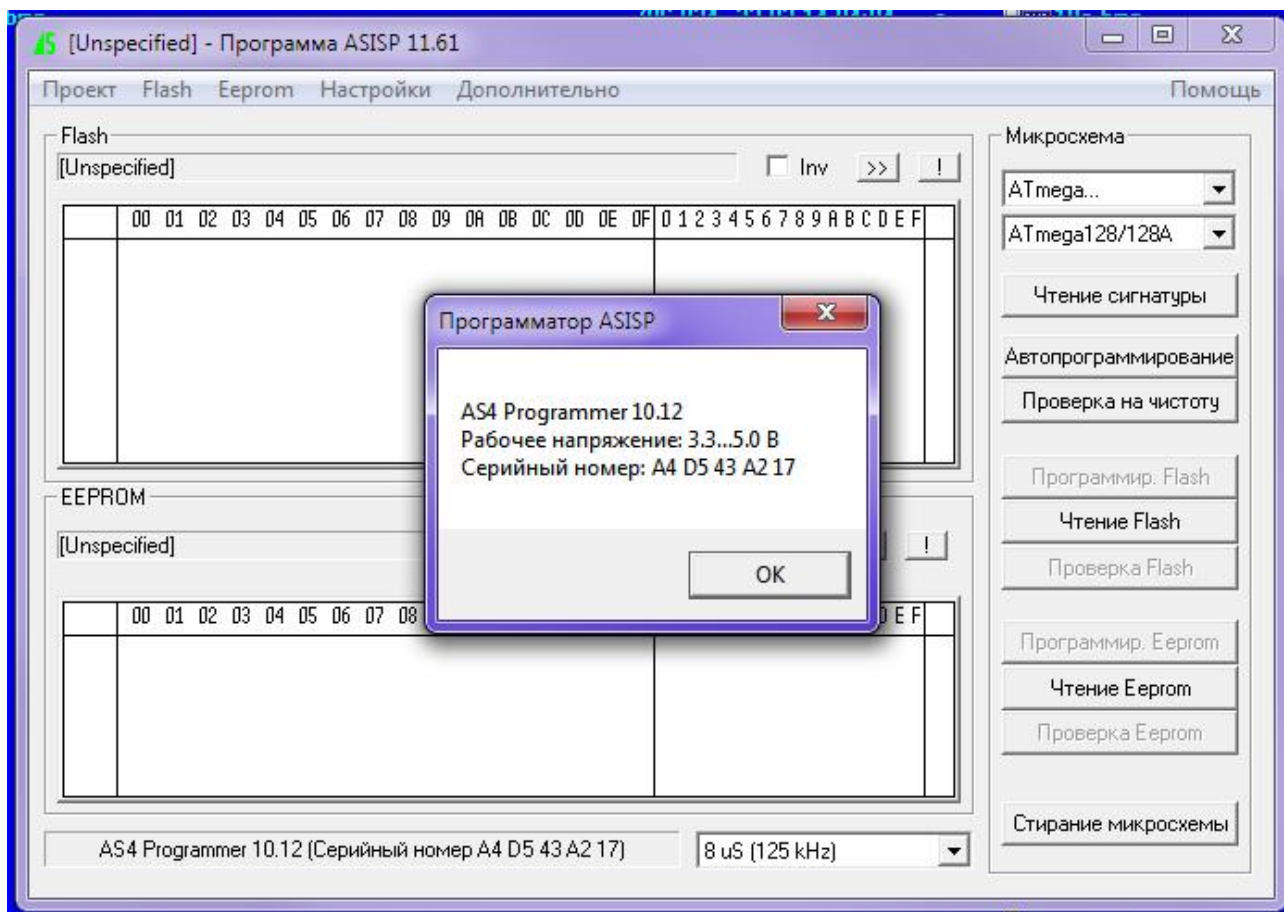 [Unspecified] - Программа ASISP 11.61
Проект Flash Eeprom Настройки Дополнительно Помощь
Flash
[Unspecified] Inv >> !
00 01 02 03 04 05 06 07 08 09 0A 0B 0C 0D 0E 0F 0 1 2 3 4 5 6 7 8 9 A B C D E F
Программатор ASISP
AS4 Programmer 10.12
Рабочее напряжение: 3.3...5.0 В
Серийный номер: A4 D5 43 A2 17
OK
EEPROM
[Unspecified] !
00 01 02 03 04 05 06 07 08 E F
AS4 Programmer 10.12 (Серийный номер A4 D5 43 A2 17) 8 uS (125 kHz)
Микросхема
ATmega...
ATmega128/128A
Чтение сигнатуры
Автопрограммирование
Проверка на чистоту
Программир. Flash
Чтение Flash
Проверка Flash
Программир. Eeprom
Чтение Eeprom
Проверка Eeprom
Стирание микросхемы